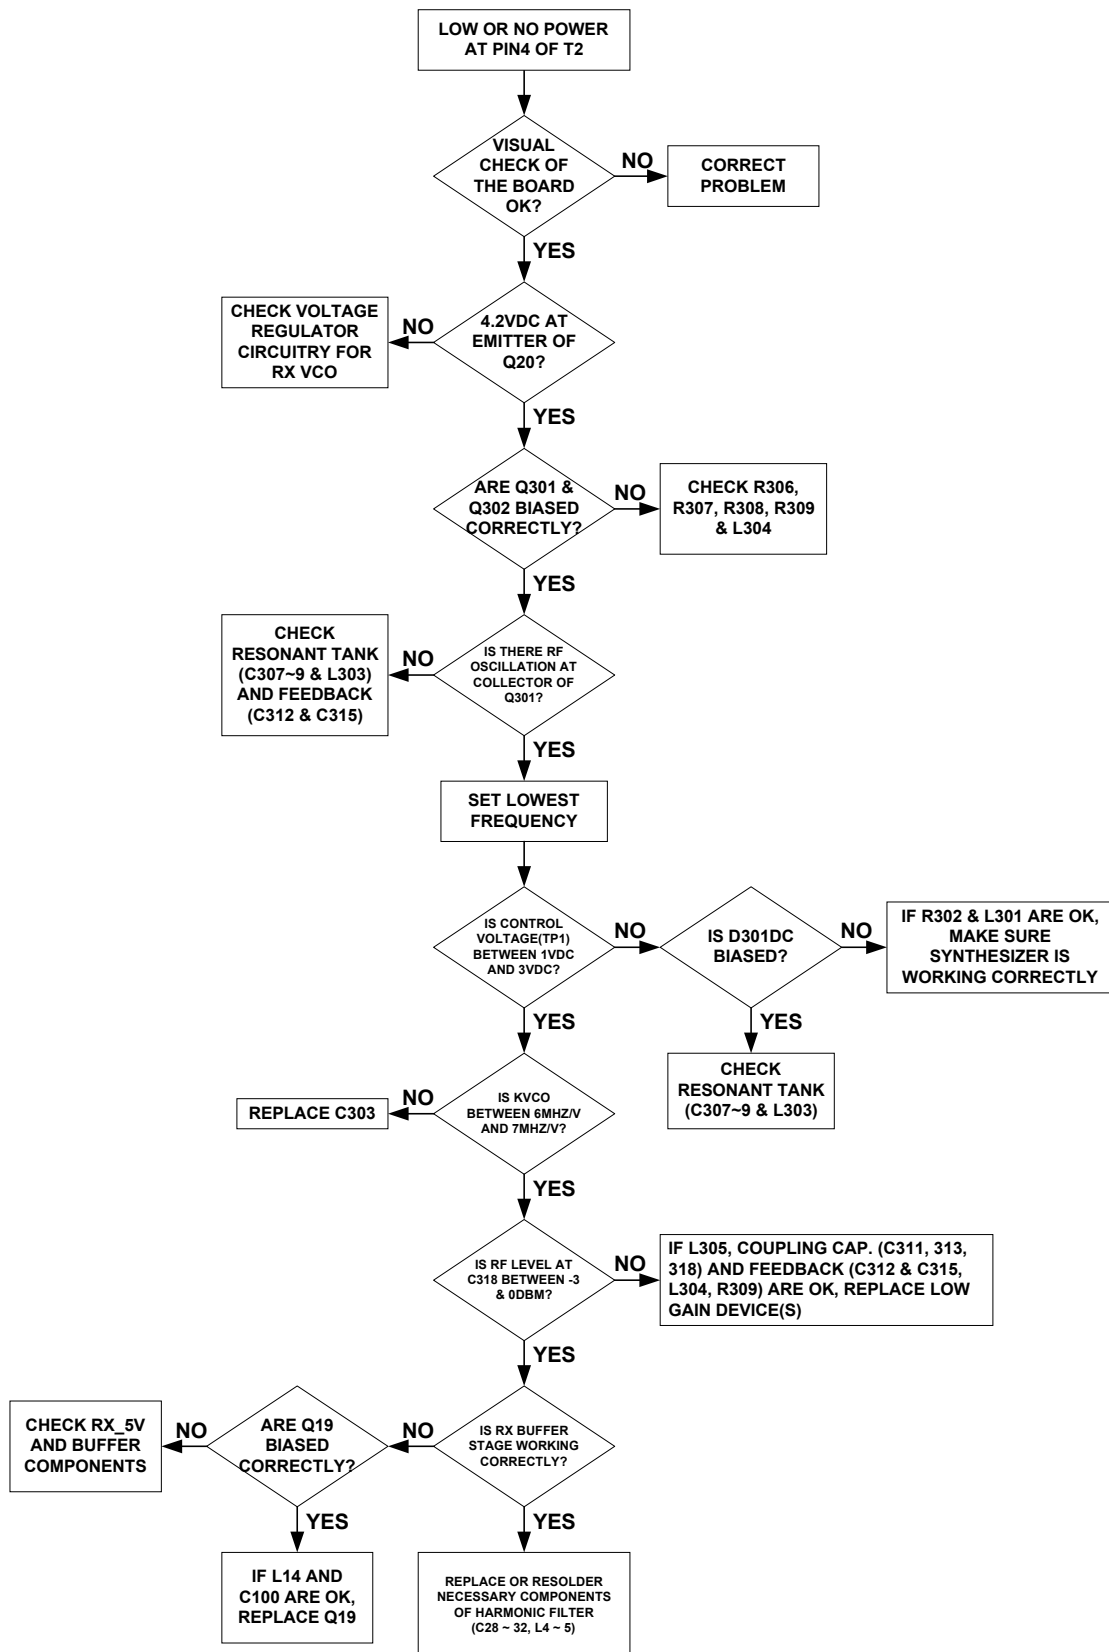 LOW OR NO POWER
AT PIN4 OF T2
VISUAL
CHECK OF
THE BOARD
OK?
NO
CORRECT
PROBLEM
YES
4.2VDC AT
EMITTER OF
Q20?
NO
CHECK VOLTAGE
REGULATOR
CIRCUITRY FOR
RX VCO
YES
ARE Q301 &
Q302 BIASED
CORRECTLY?
NO
CHECK R306,
R307, R308, R309
& L304
YES
IS THERE RF
OSCILLATION AT
COLLECTOR OF
Q301?
NO
CHECK
RESONANT TANK
(C307~9 & L303)
AND FEEDBACK
(C312 & C315)
YES
SET LOWEST
FREQUENCY
IS CONTROL
VOLTAGE(TP1)
BETWEEN 1VDC
AND 3VDC?
NO
IS D301DC
BIASED?
NO
IF R302 & L301 ARE OK,
MAKE SURE
SYNTHESIZER IS
WORKING CORRECTLY
YES
CHECK
RESONANT TANK
(C307~9 & L303)
YES
IS KVCO
BETWEEN 6MHZ/V
AND 7MHZ/V?
NO
REPLACE C303
YES
IS RF LEVEL AT
C318 BETWEEN -3
& 0DBM?
NO
IF L305, COUPLING CAP. (C311, 313,
318) AND FEEDBACK (C312 & C315,
L304, R309) ARE OK, REPLACE LOW
GAIN DEVICE(S)
YES
IS RX BUFFER
STAGE WORKING
CORRECTLY?
NO
ARE Q19
BIASED
CORRECTLY?
NO
CHECK RX_5V
AND BUFFER
COMPONENTS
YES
IF L14 AND
C100 ARE OK,
REPLACE Q19
YES
REPLACE OR RESOLDER
NECESSARY COMPONENTS
OF HARMONIC FILTER
(C28 ~ 32, L4 ~ 5)